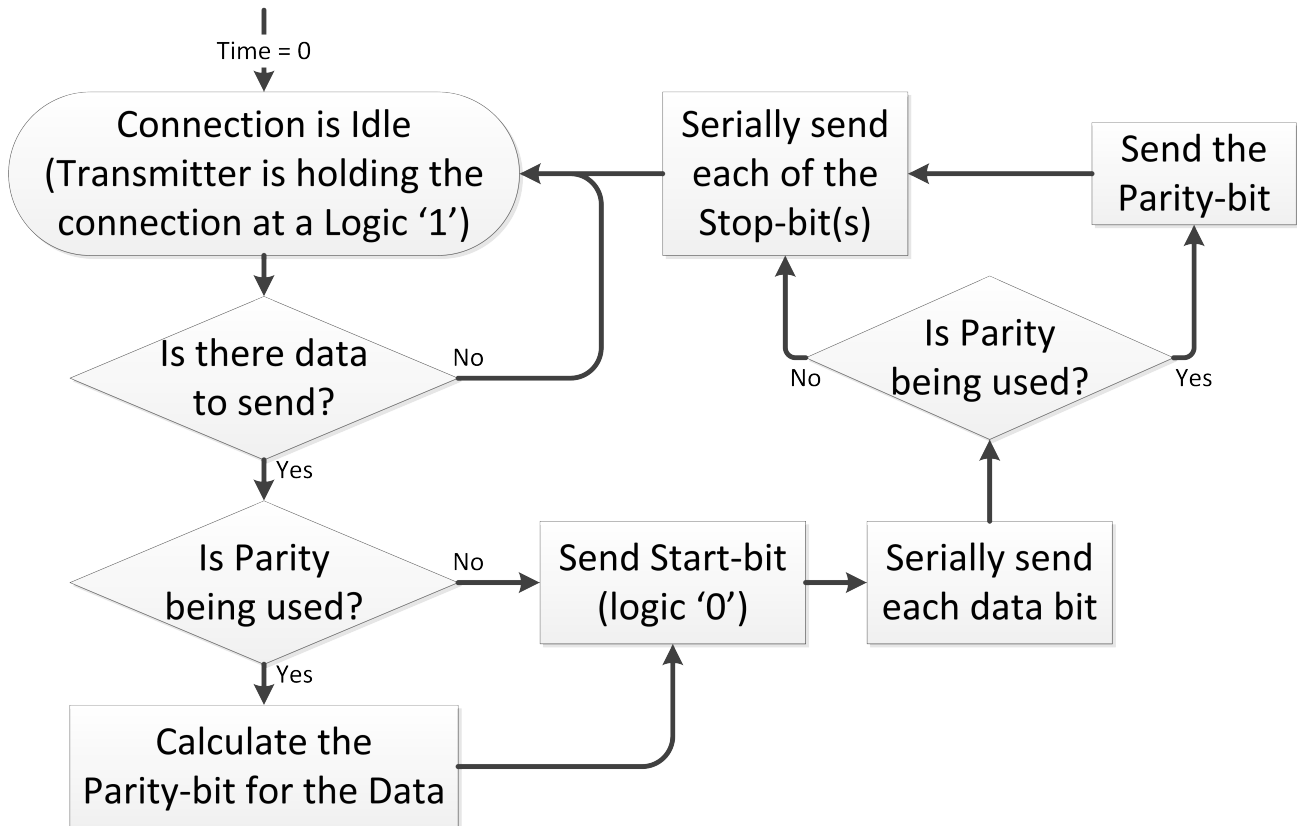 Time = 0
Connection is Idle
(Transmitter is holding the
connection at a Logic ‘1’)
Is there data
to send?
No
Yes
Is Parity
being used?
No
Yes
Calculate the
Parity-bit for the Data
Send Start-bit
(logic ‘0’)
Serially send
each data bit
Is Parity
being used?
No
Yes
Send the
Parity-bit
Serially send
each of the
Stop-bit(s)